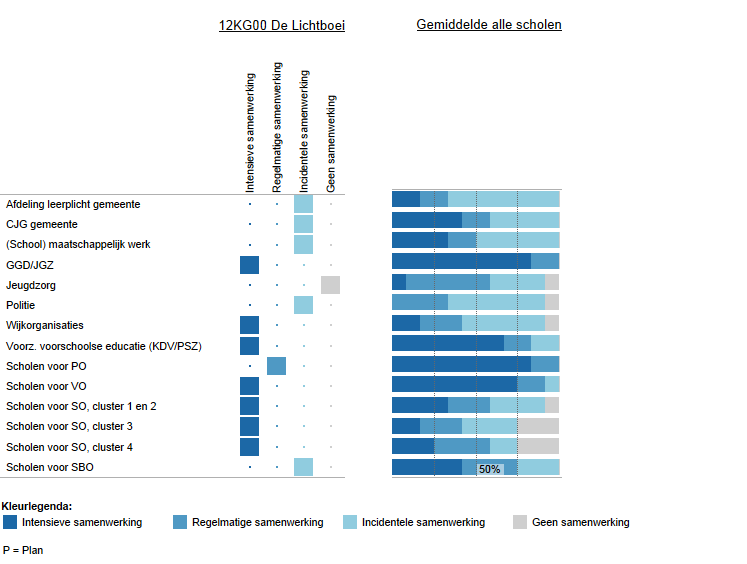 12KG00 De Lichtboei
Gemiddelde alle scholen
Intensieve samenwerking
Regelmatige samenwerking
Incidentele samenwerking
Geen samenwerking
Afdeling leerplicht gemeente
CJG gemeente
(School) maatschappelijk werk
GGD/JGZ
Jeugdzorg
Politie
Wijkorganisaties
Voorz. voorschoolse educatie (KDV/PSZ)
Scholen voor PO
Scholen voor VO
Scholen voor SO, cluster 1 en 2
Scholen voor SO, cluster 3
Scholen voor SO, cluster 4
Scholen voor SBO
50%
Kleurlegenda:
Intensieve samenwerking
Regelmatige samenwerking
Incidentele samenwerking
Geen samenwerking
P = Plan